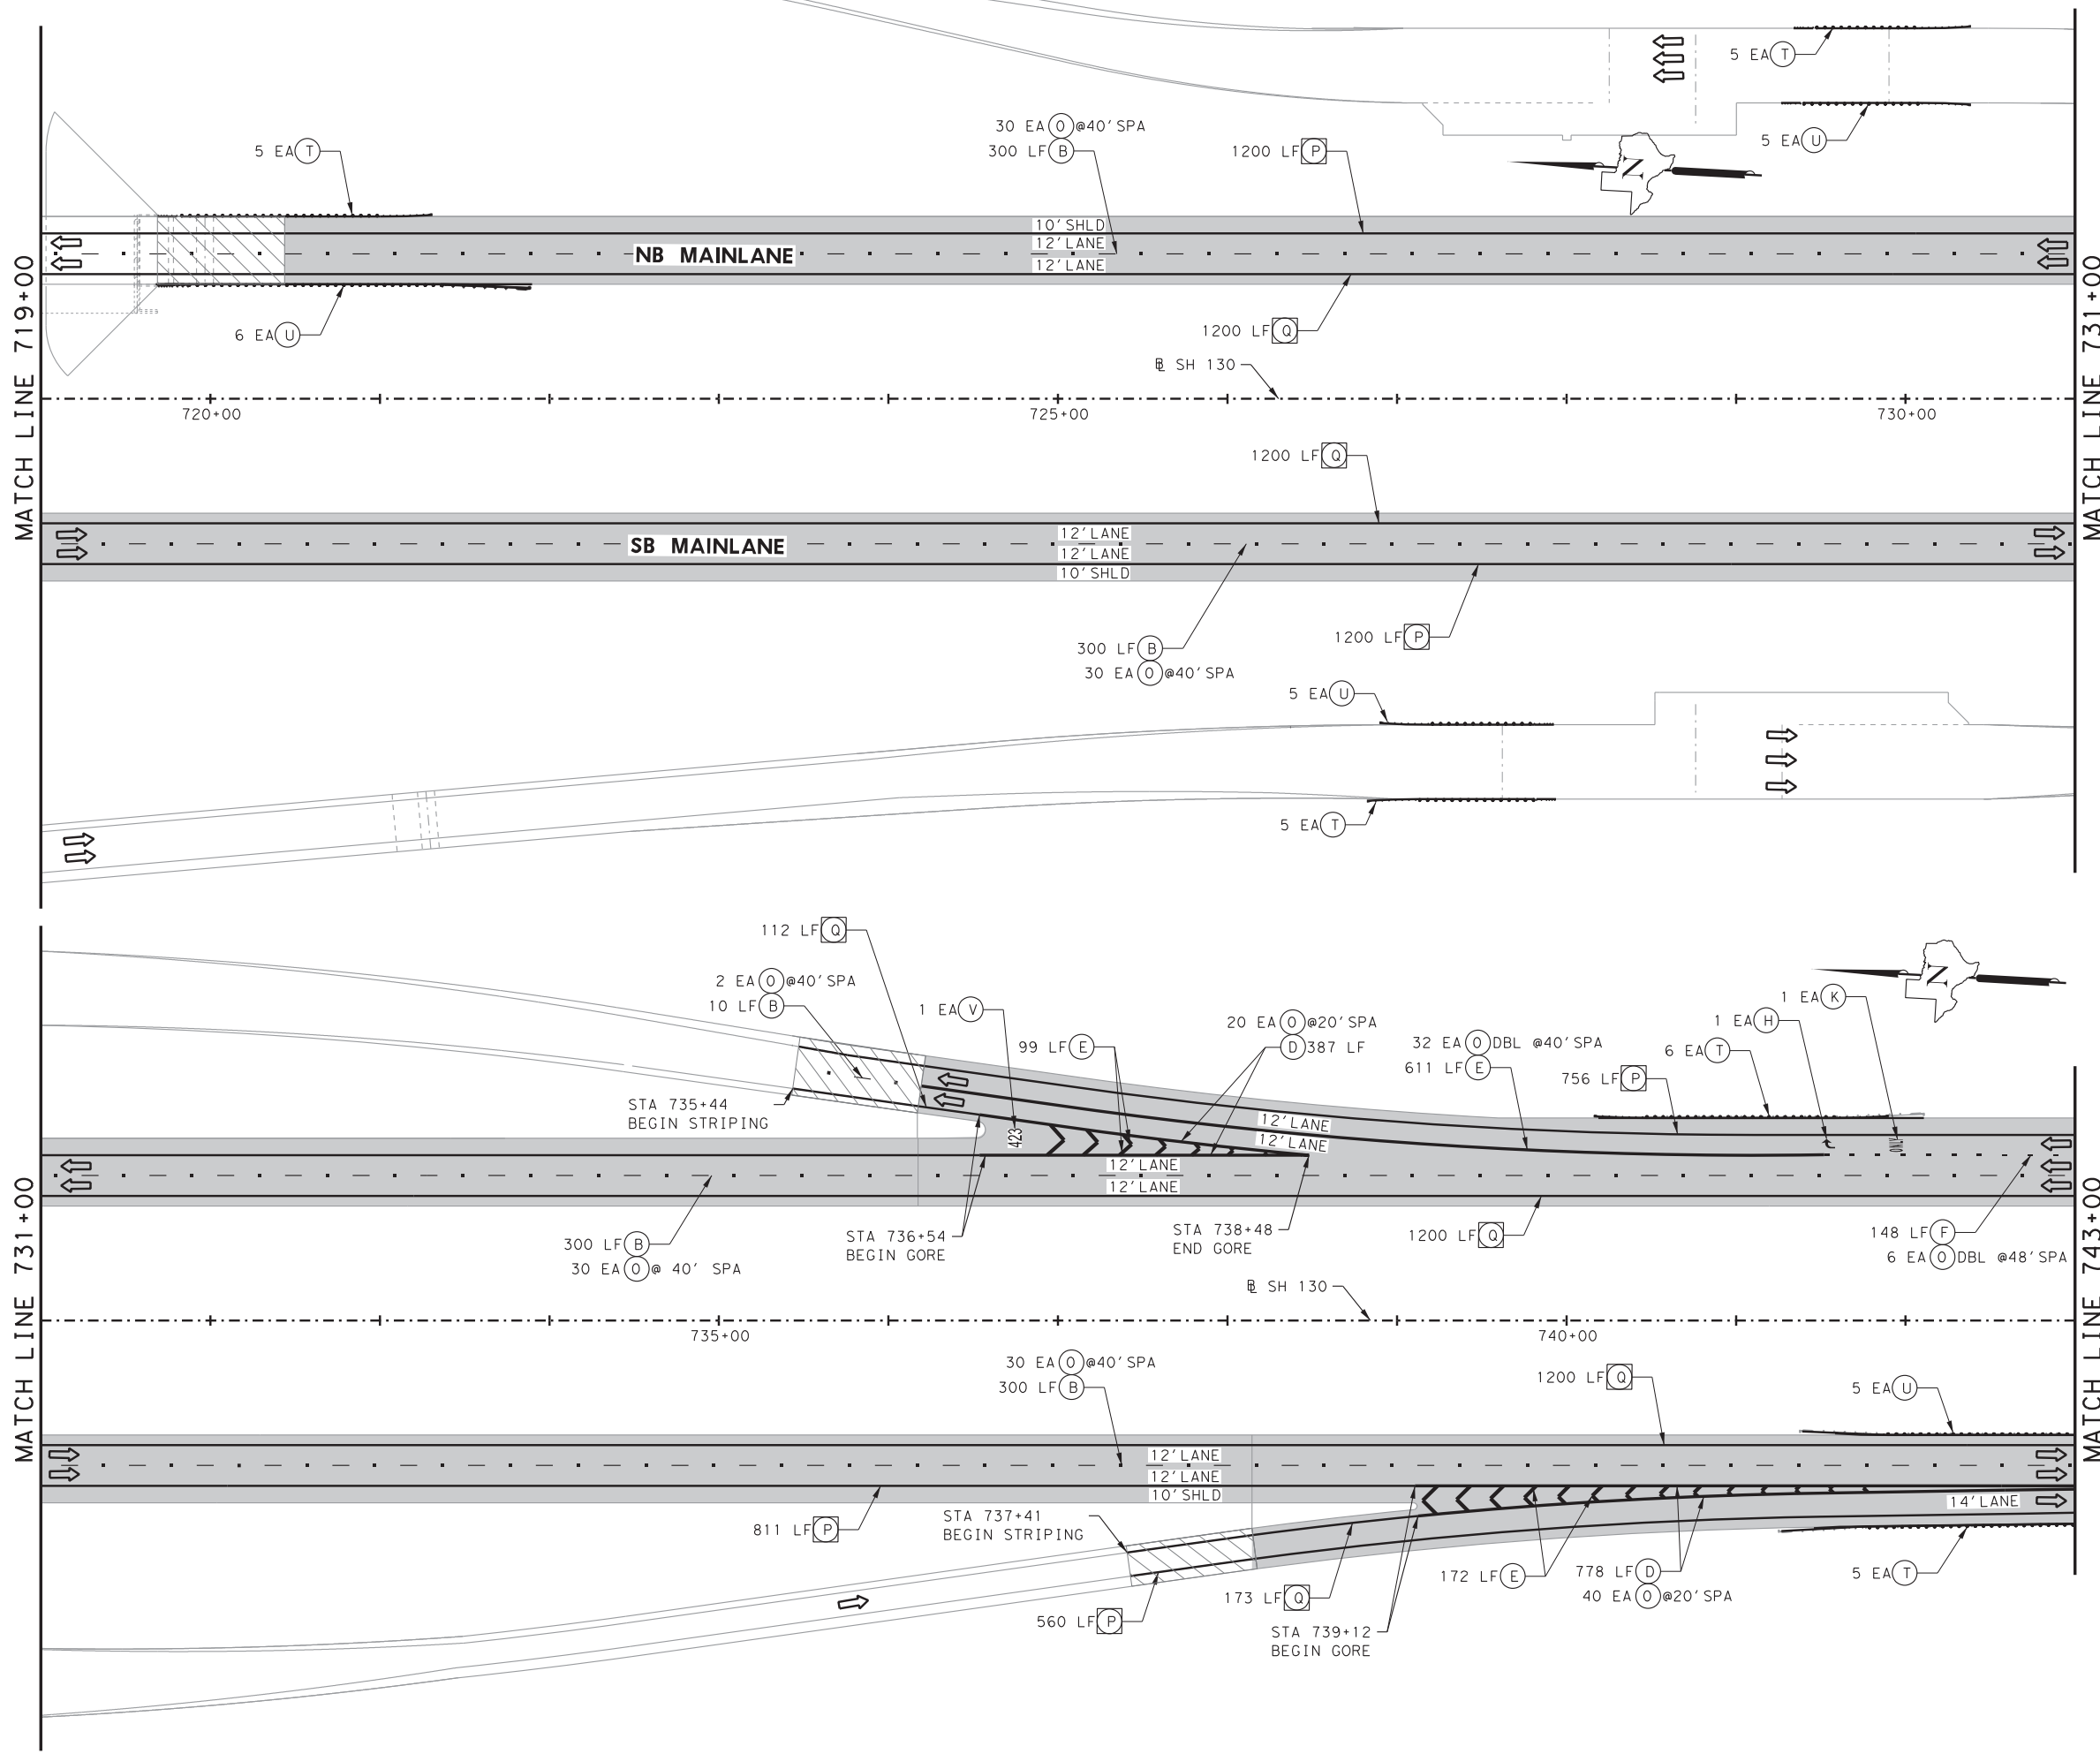 5 EA T
5 EA U
5 EA T
30 EA O @40' SPA
300 LF B
1200 LF P
N
10' SHLD
12' LANE
12' LANE
NB MAINLANE
6 EA U
1200 LF Q
BL SH 130
720+00
725+00
730+00
MATCH LINE 719+00
MATCH LINE 731+00
1200 LF Q
12' LANE
12' LANE
10' SHLD
SB MAINLANE
300 LF B
30 EA O @40' SPA
1200 LF P
5 EA U
5 EA T
112 LF Q
2 EA O @40' SPA
10 LF B
1 EA V
99 LF E
20 EA O @20' SPA
D 387 LF
32 EA O DBL @40' SPA
611 LF E
756 LF P
6 EA T
1 EA H
1 EA K
N
STA 735+44
BEGIN STRIPING
423
12' LANE
12' LANE
12' LANE
12' LANE
300 LF B
30 EA O @ 40' SPA
STA 736+54
BEGIN GORE
STA 738+48
END GORE
1200 LF Q
148 LF F
6 EA O DBL @48' SPA
BL SH 130
735+00
740+00
MATCH LINE 731+00
MATCH LINE 743+00
30 EA O @40' SPA
300 LF B
1200 LF Q
5 EA U
12' LANE
12' LANE
10' SHLD
14' LANE
811 LF P
STA 737+41
BEGIN STRIPING
560 LF P
173 LF Q
STA 739+12
BEGIN GORE
172 LF E
778 LF D
40 EA O @20' SPA
5 EA T